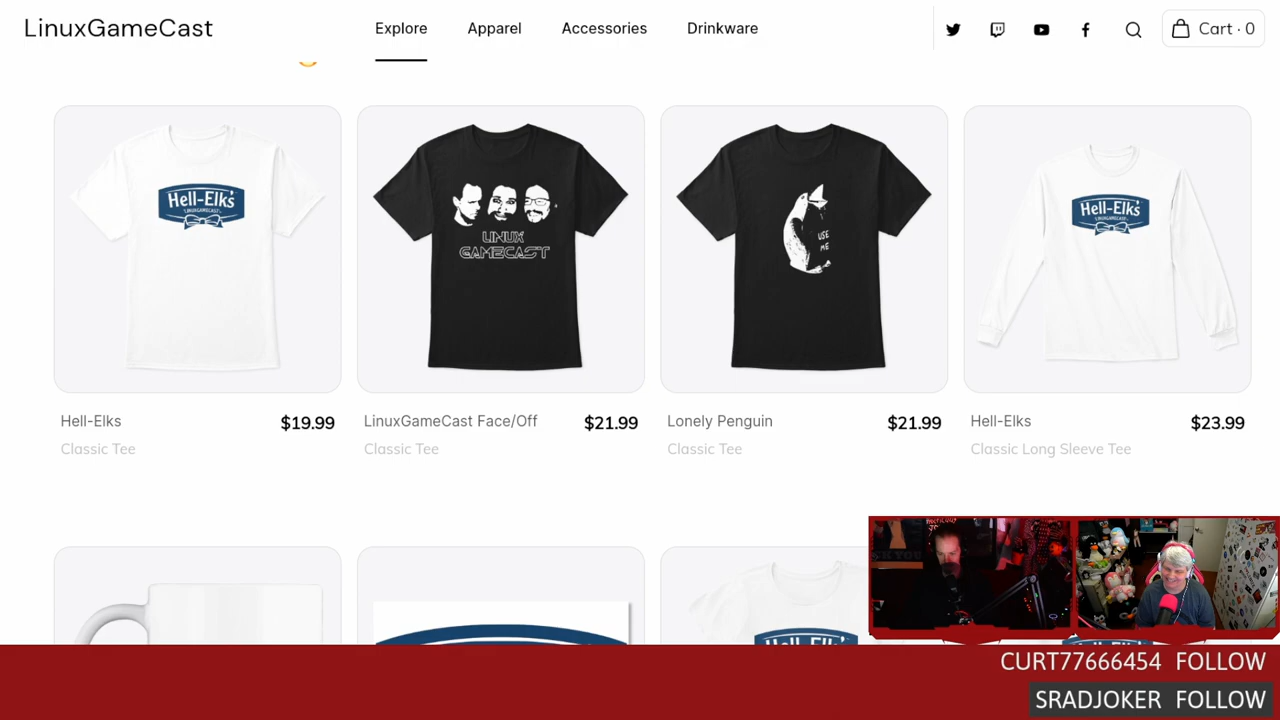 LinuxGameCast
Explore
Apparel
Accessories
Drinkware
Cart · 0
Hell-Elks
LINUXGAMECAST
LINUX
GAMECAST
USE
ME
Hell-Elks
LINUXGAMECAST
Hell-Elks
$19.99
Classic Tee
LinuxGameCast Face/Off
$21.99
Classic Tee
Lonely Penguin
$21.99
Classic Tee
Hell-Elks
$23.99
Classic Long Sleeve Tee
CURT77666454 FOLLOW
SRADJOKER FOLLOW